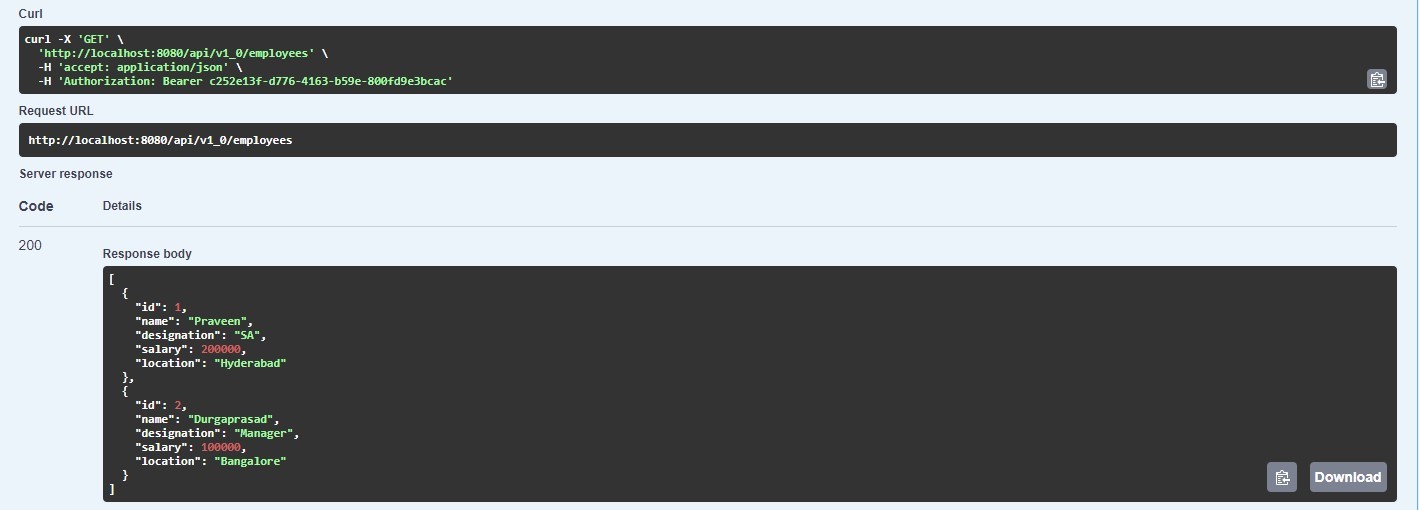 Curl
curl -X 'GET' \
  'http://localhost:8080/api/v1_0/employees' \
  -H 'accept: application/json' \
  -H 'Authorization: Bearer c252e13f-d776-4163-b59e-800fd9e3bcac'
Request URL
http://localhost:8080/api/v1_0/employees
Server response
Code Details
200
Response body
[
  {
    "id": 1,
    "name": "Praveen",
    "designation": "SA",
    "salary": 200000,
    "location": "Hyderabad"
  },
  {
    "id": 2,
    "name": "Durgaprasad",
    "designation": "Manager",
    "salary": 100000,
    "location": "Bangalore"
  }
]
Download